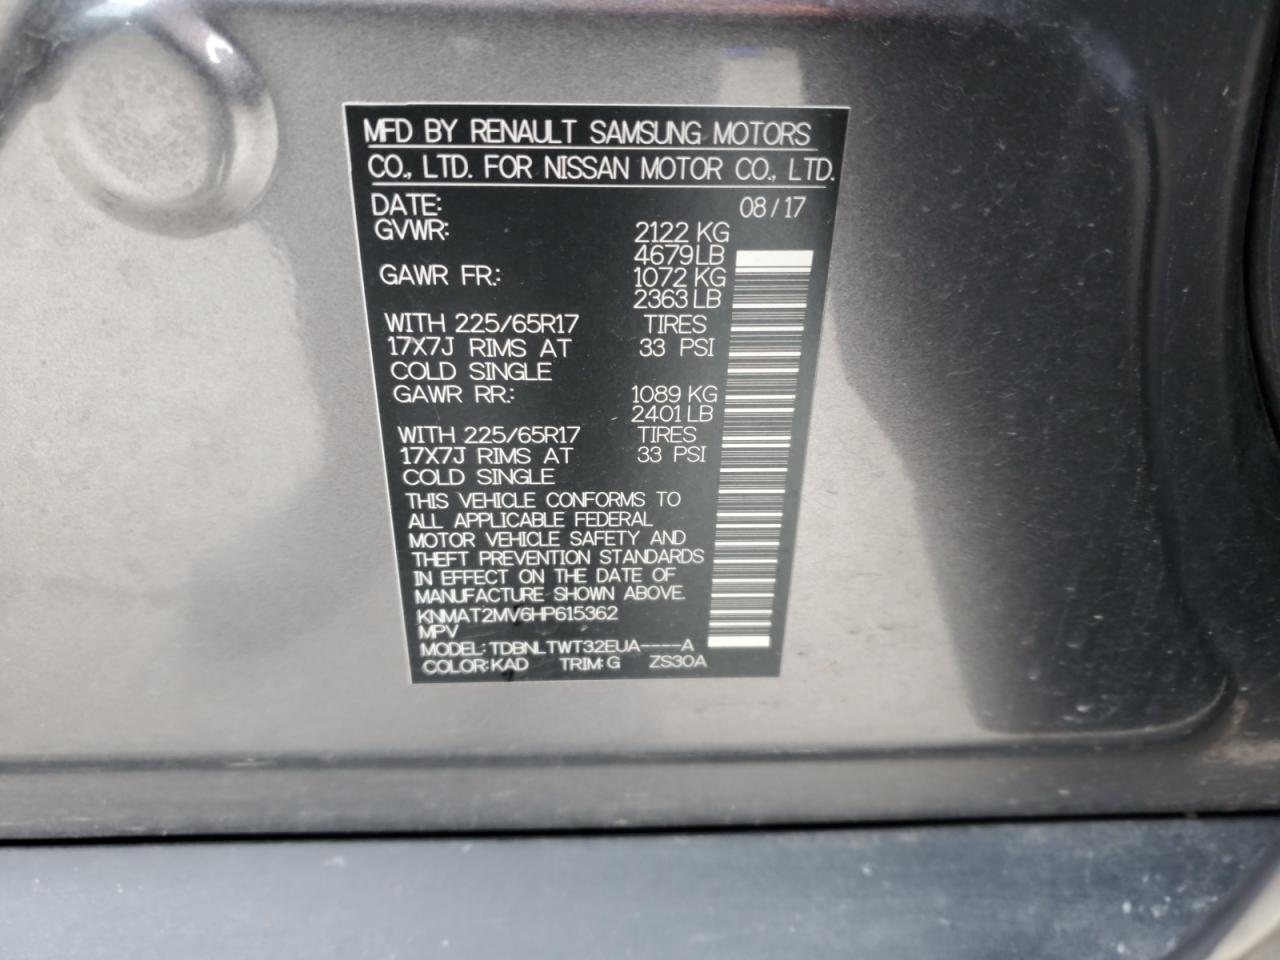 MFD BY RENAULT SAMSUNG MOTORS
CO., LTD. FOR NISSAN MOTOR CO., LTD.
DATE: 08/17
GVWR: 2122 KG
4679 LB
GAWR FR.: 1072 KG
2363 LB
WITH 225/65R17 TIRES
17X7J RIMS AT 33 PSI
COLD SINGLE
GAWR RR.: 1089 KG
2401 LB
WITH 225/65R17 TIRES
17X7J RIMS AT 33 PSI
COLD SINGLE
THIS VEHICLE CONFORMS TO
ALL APPLICABLE FEDERAL
MOTOR VEHICLE SAFETY AND
THEFT PREVENTION STANDARDS
IN EFFECT ON THE DATE OF
MANUFACTURE SHOWN ABOVE.
KNMAT2MV6HP615362
MPV
MODEL: TDBNLTWT32EUA----A
COLOR: KAD TRIM: G ZS30A